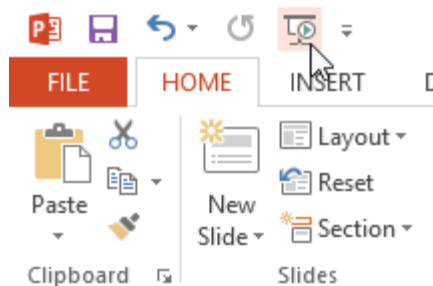 P
FILE HOME INSERT D
Paste
New Slide
Layout
Reset
Section
Clipboard Slides